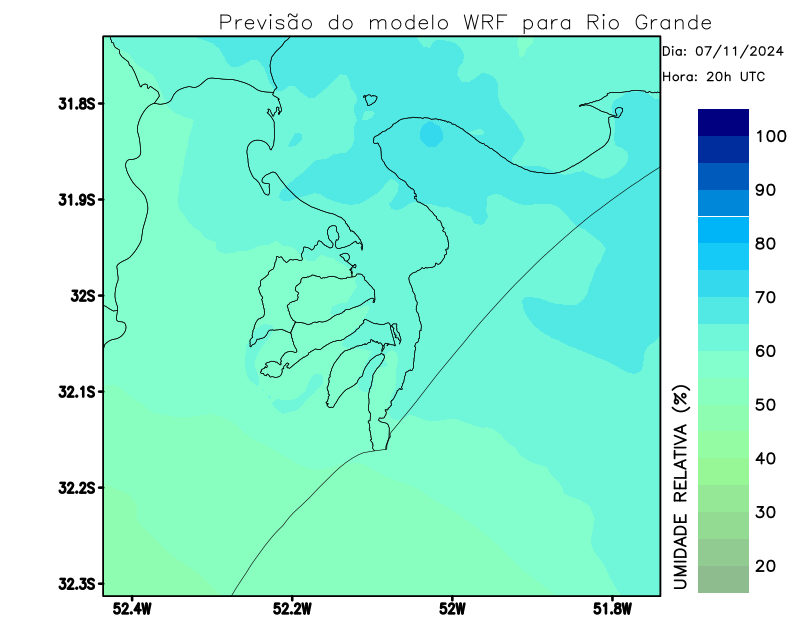 Previsão do modelo WRF para Rio Grande
Dia: 07/11/2024
Hora: 20h UTC
31.8S
31.9S
32S
32.1S
32.2S
32.3S
52.4W
52.2W
52W
51.8W
100
90
80
70
60
50
40
30
20
UMIDADE RELATIVA (%)